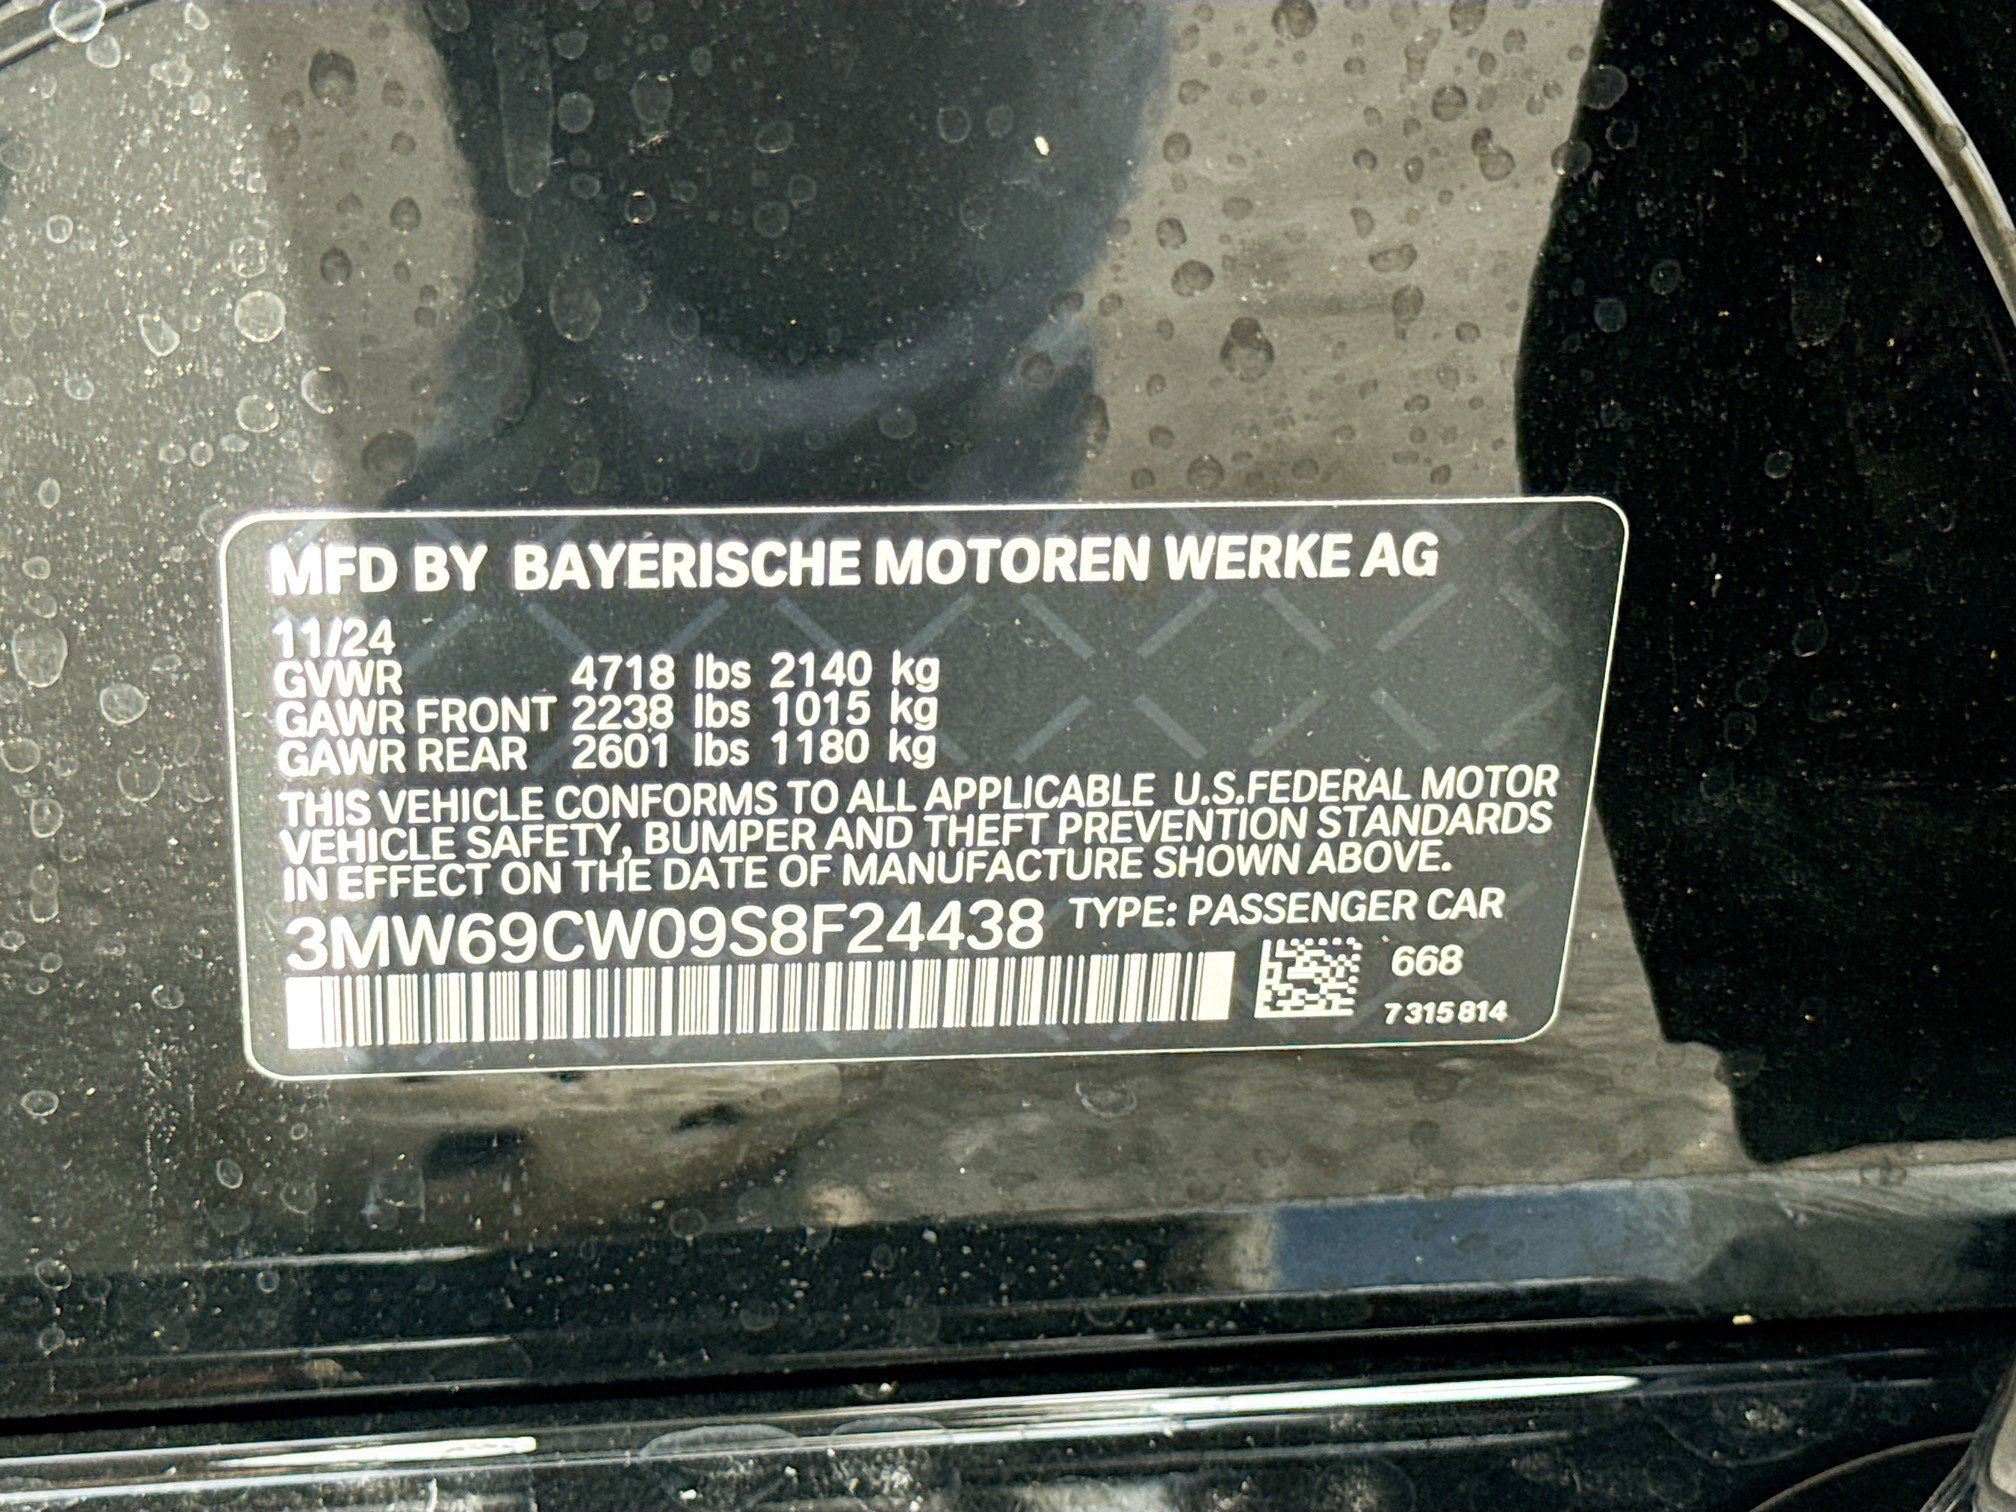 MFD BY BAYERISCHE MOTOREN WERKE AG
11/24
GVWR 4718 lbs 2140 kg
GAWR FRONT 2238 lbs 1015 kg
GAWR REAR 2601 lbs 1180 kg
THIS VEHICLE CONFORMS TO ALL APPLICABLE U.S.FEDERAL MOTOR
VEHICLE SAFETY, BUMPER AND THEFT PREVENTION STANDARDS
IN EFFECT ON THE DATE OF MANUFACTURE SHOWN ABOVE.
3MW69CW09S8F24438 TYPE: PASSENGER CAR
668
7 315 814